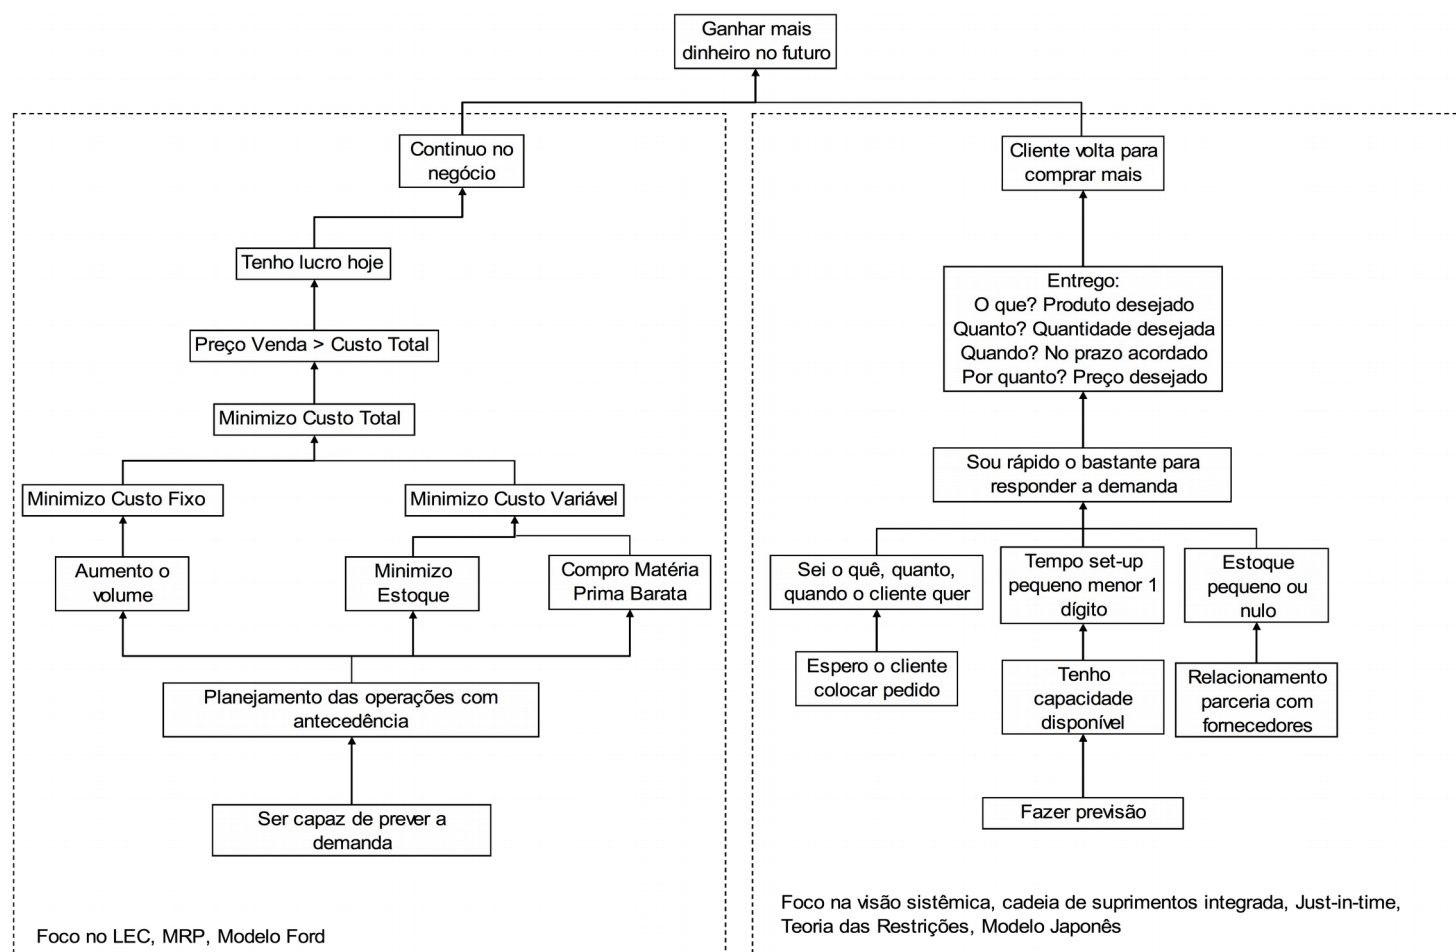 Ganhar mais
dinheiro no futuro
Continuo no
negócio
Tenho lucro hoje
Preço Venda > Custo Total
Minimizo Custo Total
Minimizo Custo Fixo
Minimizo Custo Variável
Aumento o
volume
Minimizo
Estoque
Compro Matéria
Prima Barata
Planejamento das operações com
antecedência
Ser capaz de prever a
demanda
Foco no LEC, MRP, Modelo Ford
Cliente volta para
comprar mais
Entrego:
O que? Produto desejado
Quanto? Quantidade desejada
Quando? No prazo acordado
Por quanto? Preço desejado
Sou rápido o bastante para
responder a demanda
Sei o quê, quanto,
quando o cliente quer
Tempo set-up
pequeno menor 1
dígito
Estoque
pequeno ou
nulo
Espero o cliente
colocar pedido
Tenho
capacidade
disponível
Relacionamento
parceria com
fornecedores
Fazer previsão
Foco na visão sistêmica, cadeia de suprimentos integrada, Just-in-time,
Teoria das Restrições, Modelo Japonês